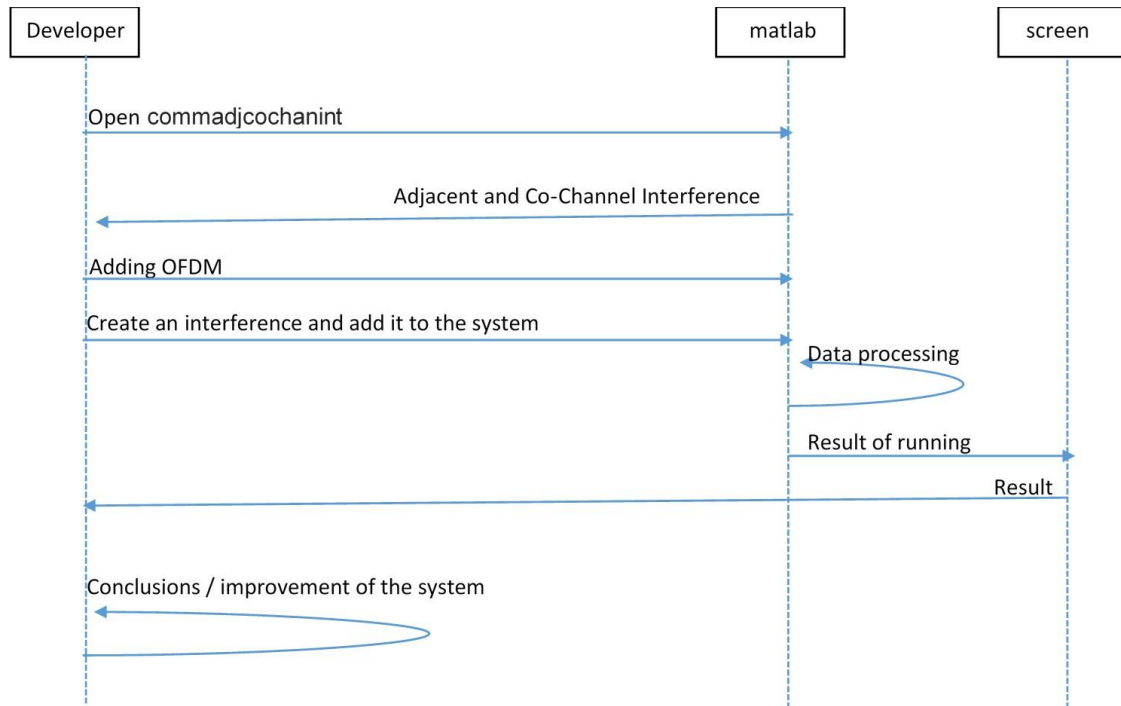 Developer
matlab
screen
Open commadjcochanint
Adjacent and Co-Channel Interference
Adding OFDM
Create an interference and add it to the system
Data processing
Result of running
Result
Conclusions / improvement of the system